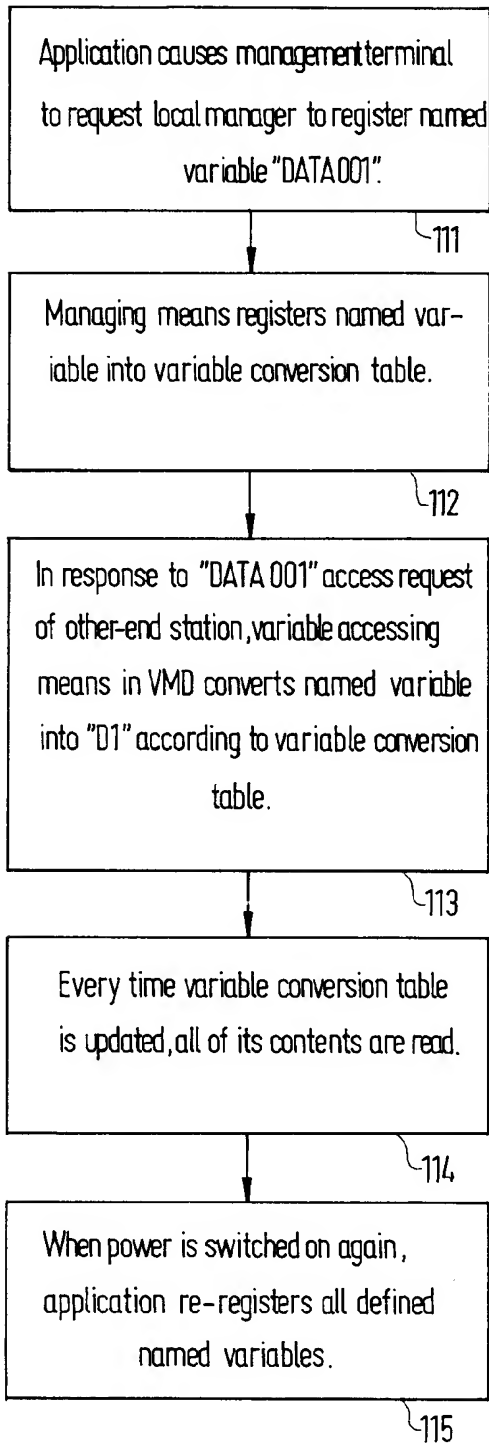 Application causes management terminal
to request local manager to register named
variable "DATA001".
111
Managing means registers named var-
iable into variable conversion table.
112
In response to "DATA 001" access request
of other-end station, variable accessing
means in VMD converts named variable
into "D1" according to variable conversion
table.
113
Every time variable conversion table
is updated, all of its contents are read.
114
When power is switched on again,
application re-registers all defined
named variables.
115